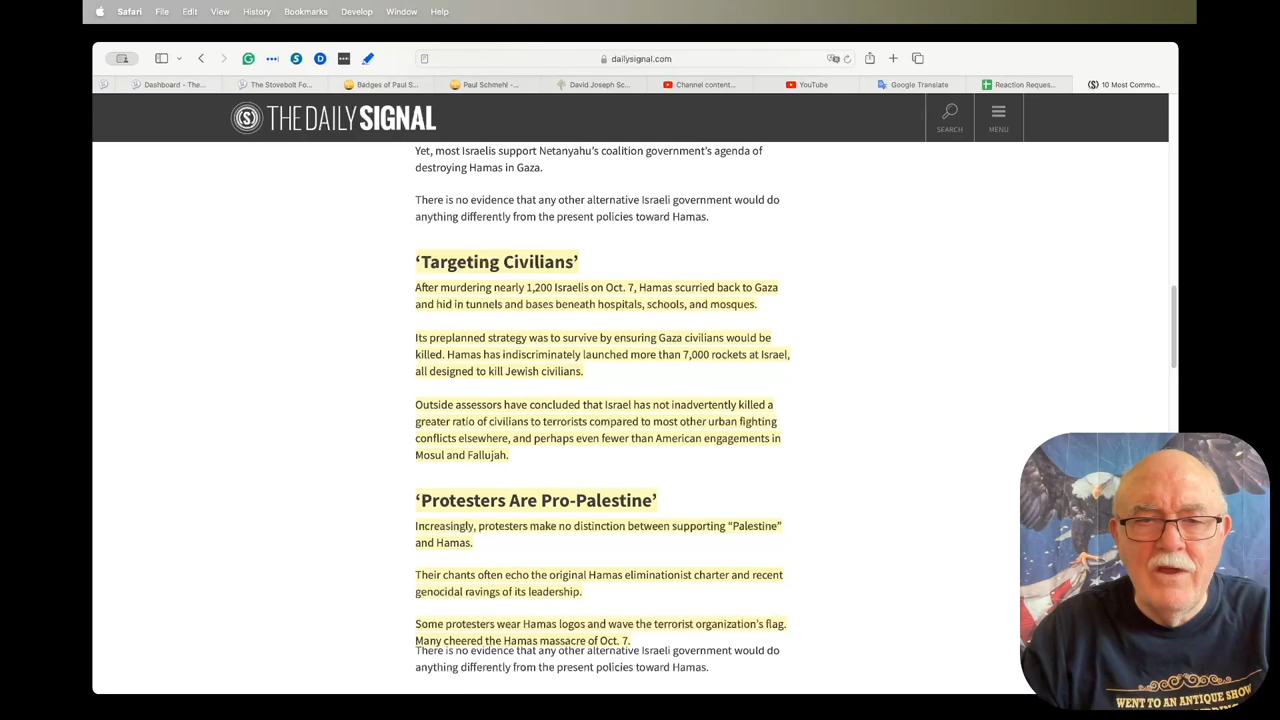 Safari File Edit View History Bookmarks Develop Window Help
dailysignal.com
Dashboard - The... The Stovebolt Fo... Badges of Paul S... Paul Schmehl -... David Joseph Sc... Channel content... YouTube Google Translate Reaction Reques... 10 Most Commo...
THE DAILY SIGNAL
SEARCH MENU
Yet, most Israelis support Netanyahu's coalition government's agenda of
destroying Hamas in Gaza.
There is no evidence that any other alternative Israeli government would do
anything differently from the present policies toward Hamas.
‘Targeting Civilians’
After murdering nearly 1,200 Israelis on Oct. 7, Hamas scurried back to Gaza
and hid in tunnels and bases beneath hospitals, schools, and mosques.
Its preplanned strategy was to survive by ensuring Gaza civilians would be
killed. Hamas has indiscriminately launched more than 7,000 rockets at Israel,
all designed to kill Jewish civilians.
Outside assessors have concluded that Israel has not inadvertently killed a
greater ratio of civilians to terrorists compared to most other urban fighting
conflicts elsewhere, and perhaps even fewer than American engagements in
Mosul and Fallujah.
‘Protesters Are Pro-Palestine’
Increasingly, protesters make no distinction between supporting “Palestine”
and Hamas.
Their chants often echo the original Hamas eliminationist charter and recent
genocidal ravings of its leadership.
Some protesters wear Hamas logos and wave the terrorist organization's flag.
Many cheered the Hamas massacre of Oct. 7.
There is no evidence that any other alternative Israeli government would do
anything differently from the present policies toward Hamas.
WENT TO AN ANTIQUE SHOW